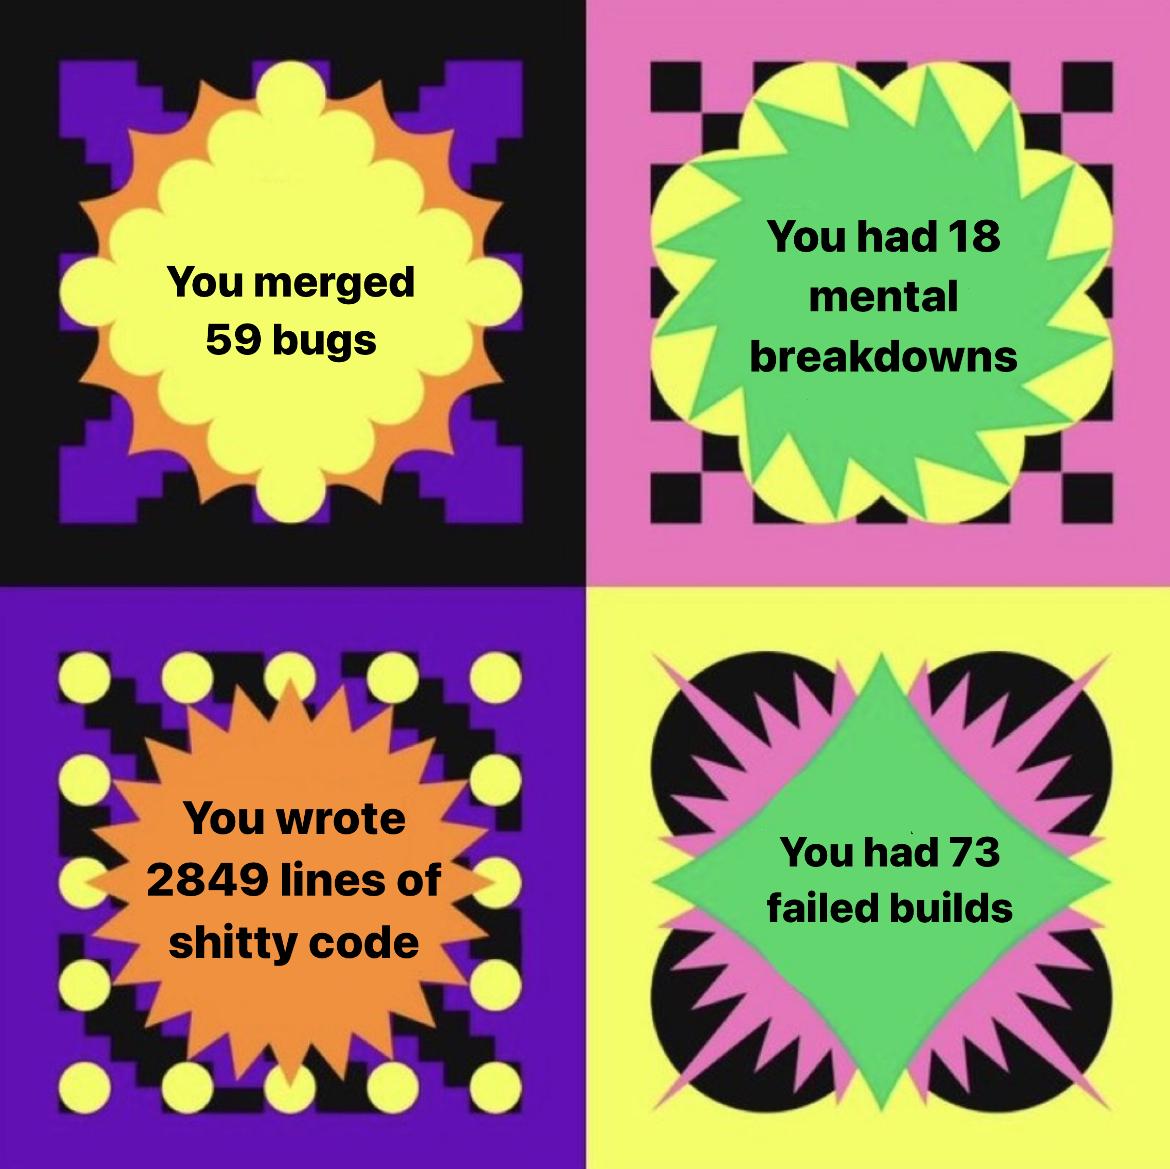 You merged
59 bugs
You had 18
mental
breakdowns
You wrote
2849 lines of
shitty code
You had 73
failed builds